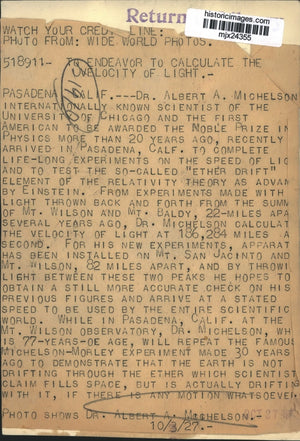 Return
historicimages.com
mjx24355
WATCH YOUR CREDIT LINE:
PHOTO FROM: WIDE WORLD PHOTOS.
518911- TO ENDEAVOR TO CALCULATE THE
VELOCITY OF LIGHT.-
PASADENA, CALIF.---DR. ALBERT A. MICHELSON
INTERNATIONALLY KNOWN SCIENTIST OF THE
UNIVERSITY OF CHICAGO AND THE FIRST
AMERICAN TO BE AWARDED THE NOBLE PRIZE IN
PHYSICS MORE THAN 20 YEARS AGO, RECENTLY
ARRIVED IN PASADENA, CALF. TO COMPLETE
LIFE-LONG EXPERIMENTS ON THE SPEED OF LIG
AND TO TEST THE SO-CALLED "ETHER DRIFT"
ELEMENT OF THE RELATIVITY THEORY AS ADVAN
BY EINSTEIN. FROM EXPERIMENTS MADE WITH
LIGHT THROWN BACK AND FORTH FROM THE SUMM
OF MT. WILSON AND MT. BALDY, 22-MILES APA
SEVERAL YEARS AGO, DR. MICHELSON CALCULAT
THE VELOCITY OF LIGHT AT 186,284 MILES A
SECOND. FOR HIS NEW EXPERIMENTS, APPARAT
HAS BEEN INSTALLED ON MT. SAN JACINTO AND
MT. WILSON, 82 MILES APART, AND BY THROWI
LIGHT BETWEEN THESE TWO PEAKS HE HOPES TO
OBTAIN A STILL MORE ACCURATE CHECK ON HIS
PREVIOUS FIGURES AND ARRIVE AT A STATED
SPEED TO BE USED BY THE ENTIRE SCIENTIFIC
WORLD. WHILE IN PASADENA, CALIF. AT THE
MT. WILSON OBSERVATORY, DR. MICHELSON, WH
IS 77-YEARS-OE AGE, WILL REPEAT THE FAMOUS
MICHELSON-MORLEY EXPERIMENT MADE 30 YEARS
AGO TO DEMONSTRATE THAT THE EARTH IS NOT
DRIFTING THROUGH THE ETHER WHICH SCIENTIST
CLAIM FILLS SPACE, BUT IS ACTUALLY DRIFTIN
WITH IT, IF THERE IS ANY MOTION WHATSOEVER
PHOTO SHOWS DR. ALBERT A. MICHELSON.
10/3/27.--